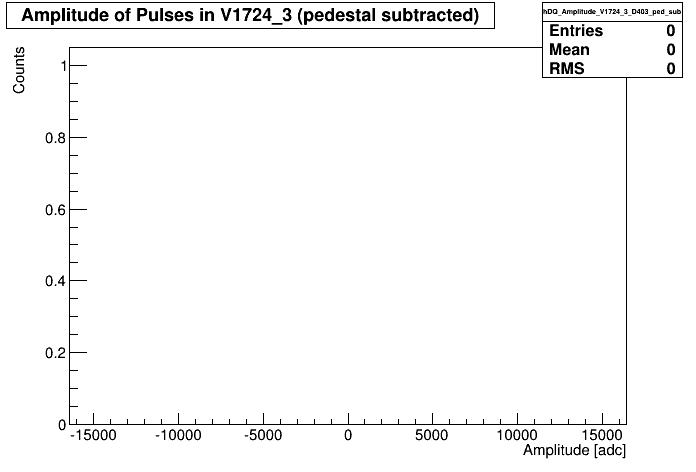 Amplitude of Pulses in V1724_3 (pedestal subtracted)
hDQ_Amplitude_V1724_3_D403_ped_sub
Entries 0
Mean 0
RMS 0
Counts
1
0.8
0.6
0.4
0.2
0
-15000 -10000 -5000 0 5000 10000 15000
Amplitude [adc]